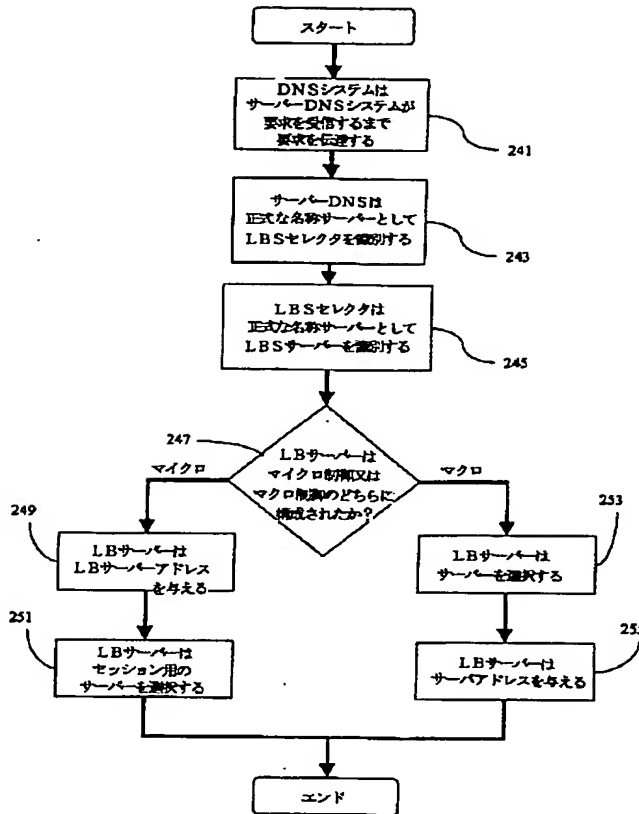 スタート
DNSシステムは
サーバーDNSシステムが
要求を受信するまで
要求を伝達する
241
サーバーDNSは
正式な名称サーバーとして
LBSセレクタを識別する
243
LBSセレクタは
正式な名称サーバーとして
LBSサーバーを識別する
245
247
LBサーバーは
マイクロ制御又は
マクロ制御のどちらに
構成されたか?
マイクロ
マクロ
249
LBサーバーは
LBサーバーアドレス
を与える
251
LBサーバーは
セッション用の
サーバーを選択する
253
LBサーバーは
サーバーを選択する
LBサーバーは
サーバアドレスを与える
エンド